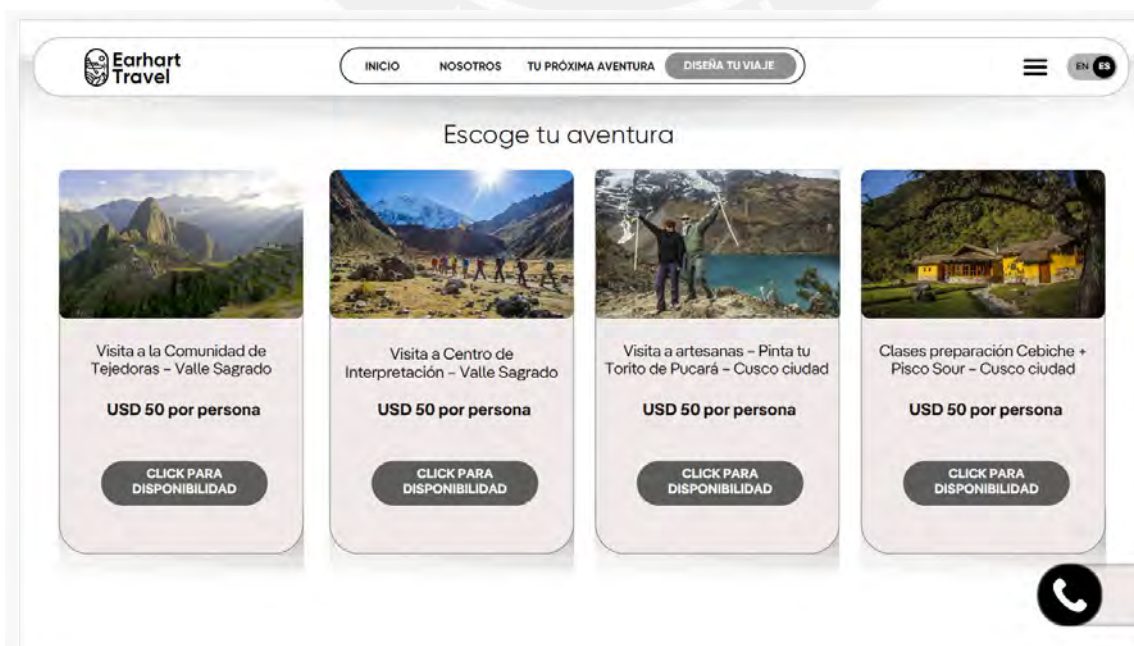 Earhart
Travel
INICIO NOSOTROS TU PRÓXIMA AVENTURA DISEÑA TU VIAJE
EN ES
Escoge tu aventura
Visita a la Comunidad de
Tejedoras – Valle Sagrado
USD 50 por persona
CLICK PARA
DISPONIBILIDAD
Visita a Centro de
Interpretación – Valle Sagrado
USD 50 por persona
CLICK PARA
DISPONIBILIDAD
Visita a artesanas – Pinta tu
Torito de Pucará – Cusco ciudad
USD 50 por persona
CLICK PARA
DISPONIBILIDAD
Clases preparación Cebiche +
Pisco Sour – Cusco ciudad
USD 50 por persona
CLICK PARA
DISPONIBILIDAD